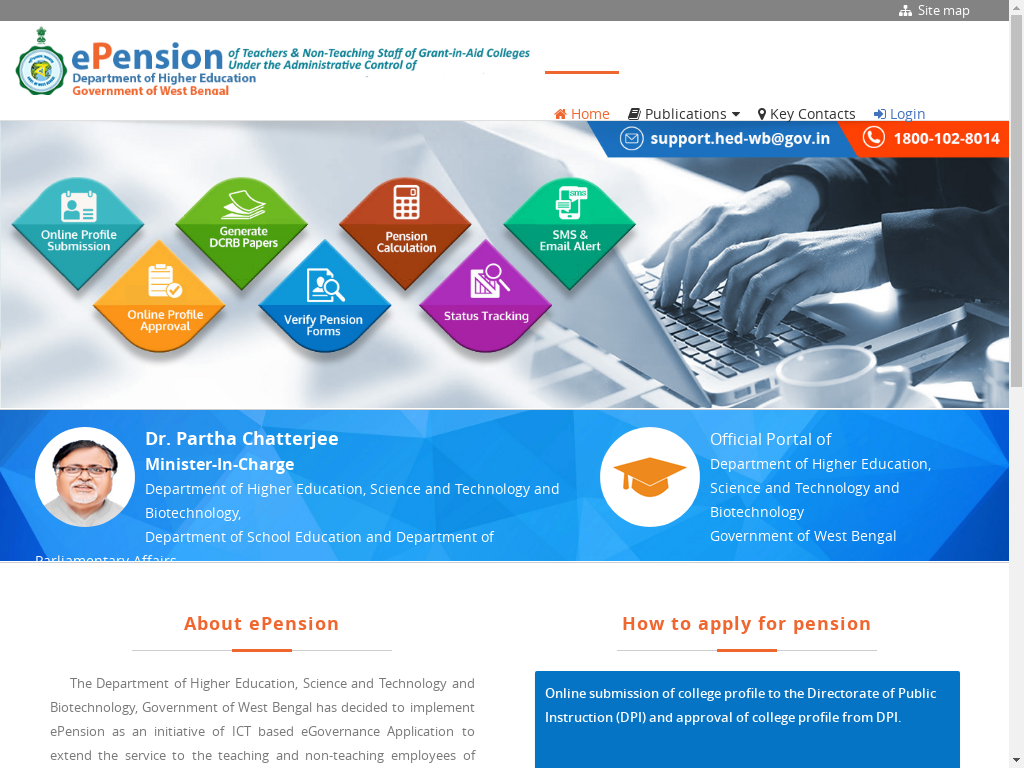 Site map
ePension of Teachers & Non-Teaching Staff of Grant-in-Aid Colleges
Under the Administrative Control of
Department of Higher Education
Government of West Bengal
Home Publications Key Contacts Login
support.hed-wb@gov.in 1800-102-8014
Online Profile
Submission
Generate
DCRB Papers
Pension
Calculation
SMS
SMS &
Email Alert
Online Profile
Approval
Verify Pension
Forms
Status Tracking
Dr. Partha Chatterjee
Minister-In-Charge
Department of Higher Education, Science and Technology and
Biotechnology,
Department of School Education and Department of
Parliamentary Affairs
Official Portal of
Department of Higher Education,
Science and Technology and
Biotechnology
Government of West Bengal
About ePension
The Department of Higher Education, Science and Technology and
Biotechnology, Government of West Bengal has decided to implement
ePension as an initiative of ICT based eGovernance Application to
extend the service to the teaching and non-teaching employees of
How to apply for pension
Online submission of college profile to the Directorate of Public
Instruction (DPI) and approval of college profile from DPI.